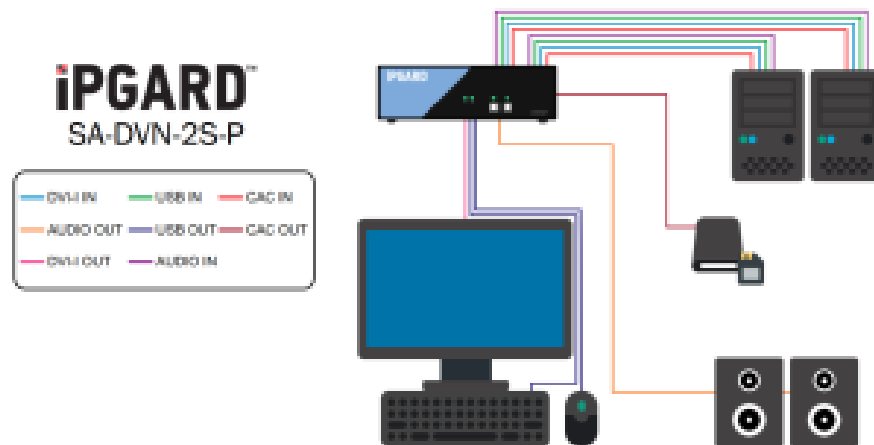 iPGARD™
SA-DVN-2S-P
DVI-I IN USB IN CAC IN
AUDIO OUT USB OUT CAC OUT
DVI-I OUT AUDIO IN
IPGARD